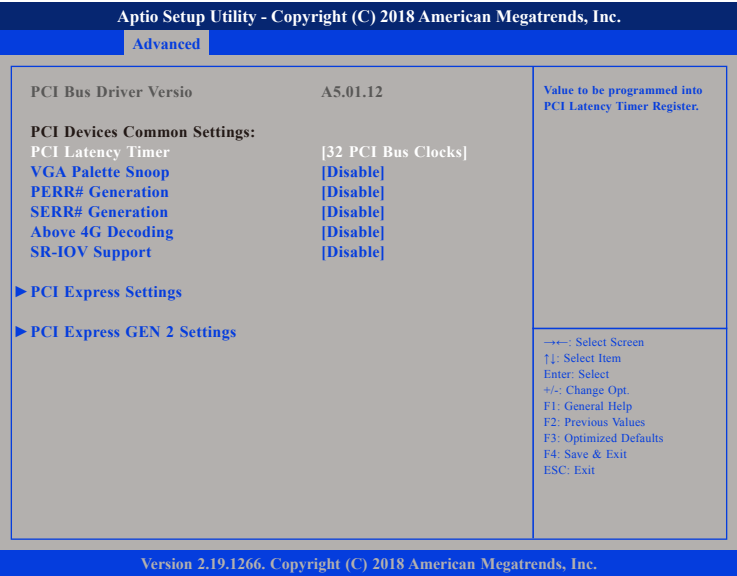 Aptio Setup Utility - Copyright (C) 2018 American Megatrends, Inc.
Advanced
PCI Bus Driver Versio A5.01.12
PCI Devices Common Settings:
PCI Latency Timer [32 PCI Bus Clocks]
VGA Palette Snoop [Disable]
PERR# Generation [Disable]
SERR# Generation [Disable]
Above 4G Decoding [Disable]
SR-IOV Support [Disable]
►PCI Express Settings
►PCI Express GEN 2 Settings
Value to be programmed into
PCI Latency Timer Register.
→←: Select Screen
↑↓: Select Item
Enter: Select
+/-: Change Opt.
F1: General Help
F2: Previous Values
F3: Optimized Defaults
F4: Save & Exit
ESC: Exit
Version 2.19.1266. Copyright (C) 2018 American Megatrends, Inc.